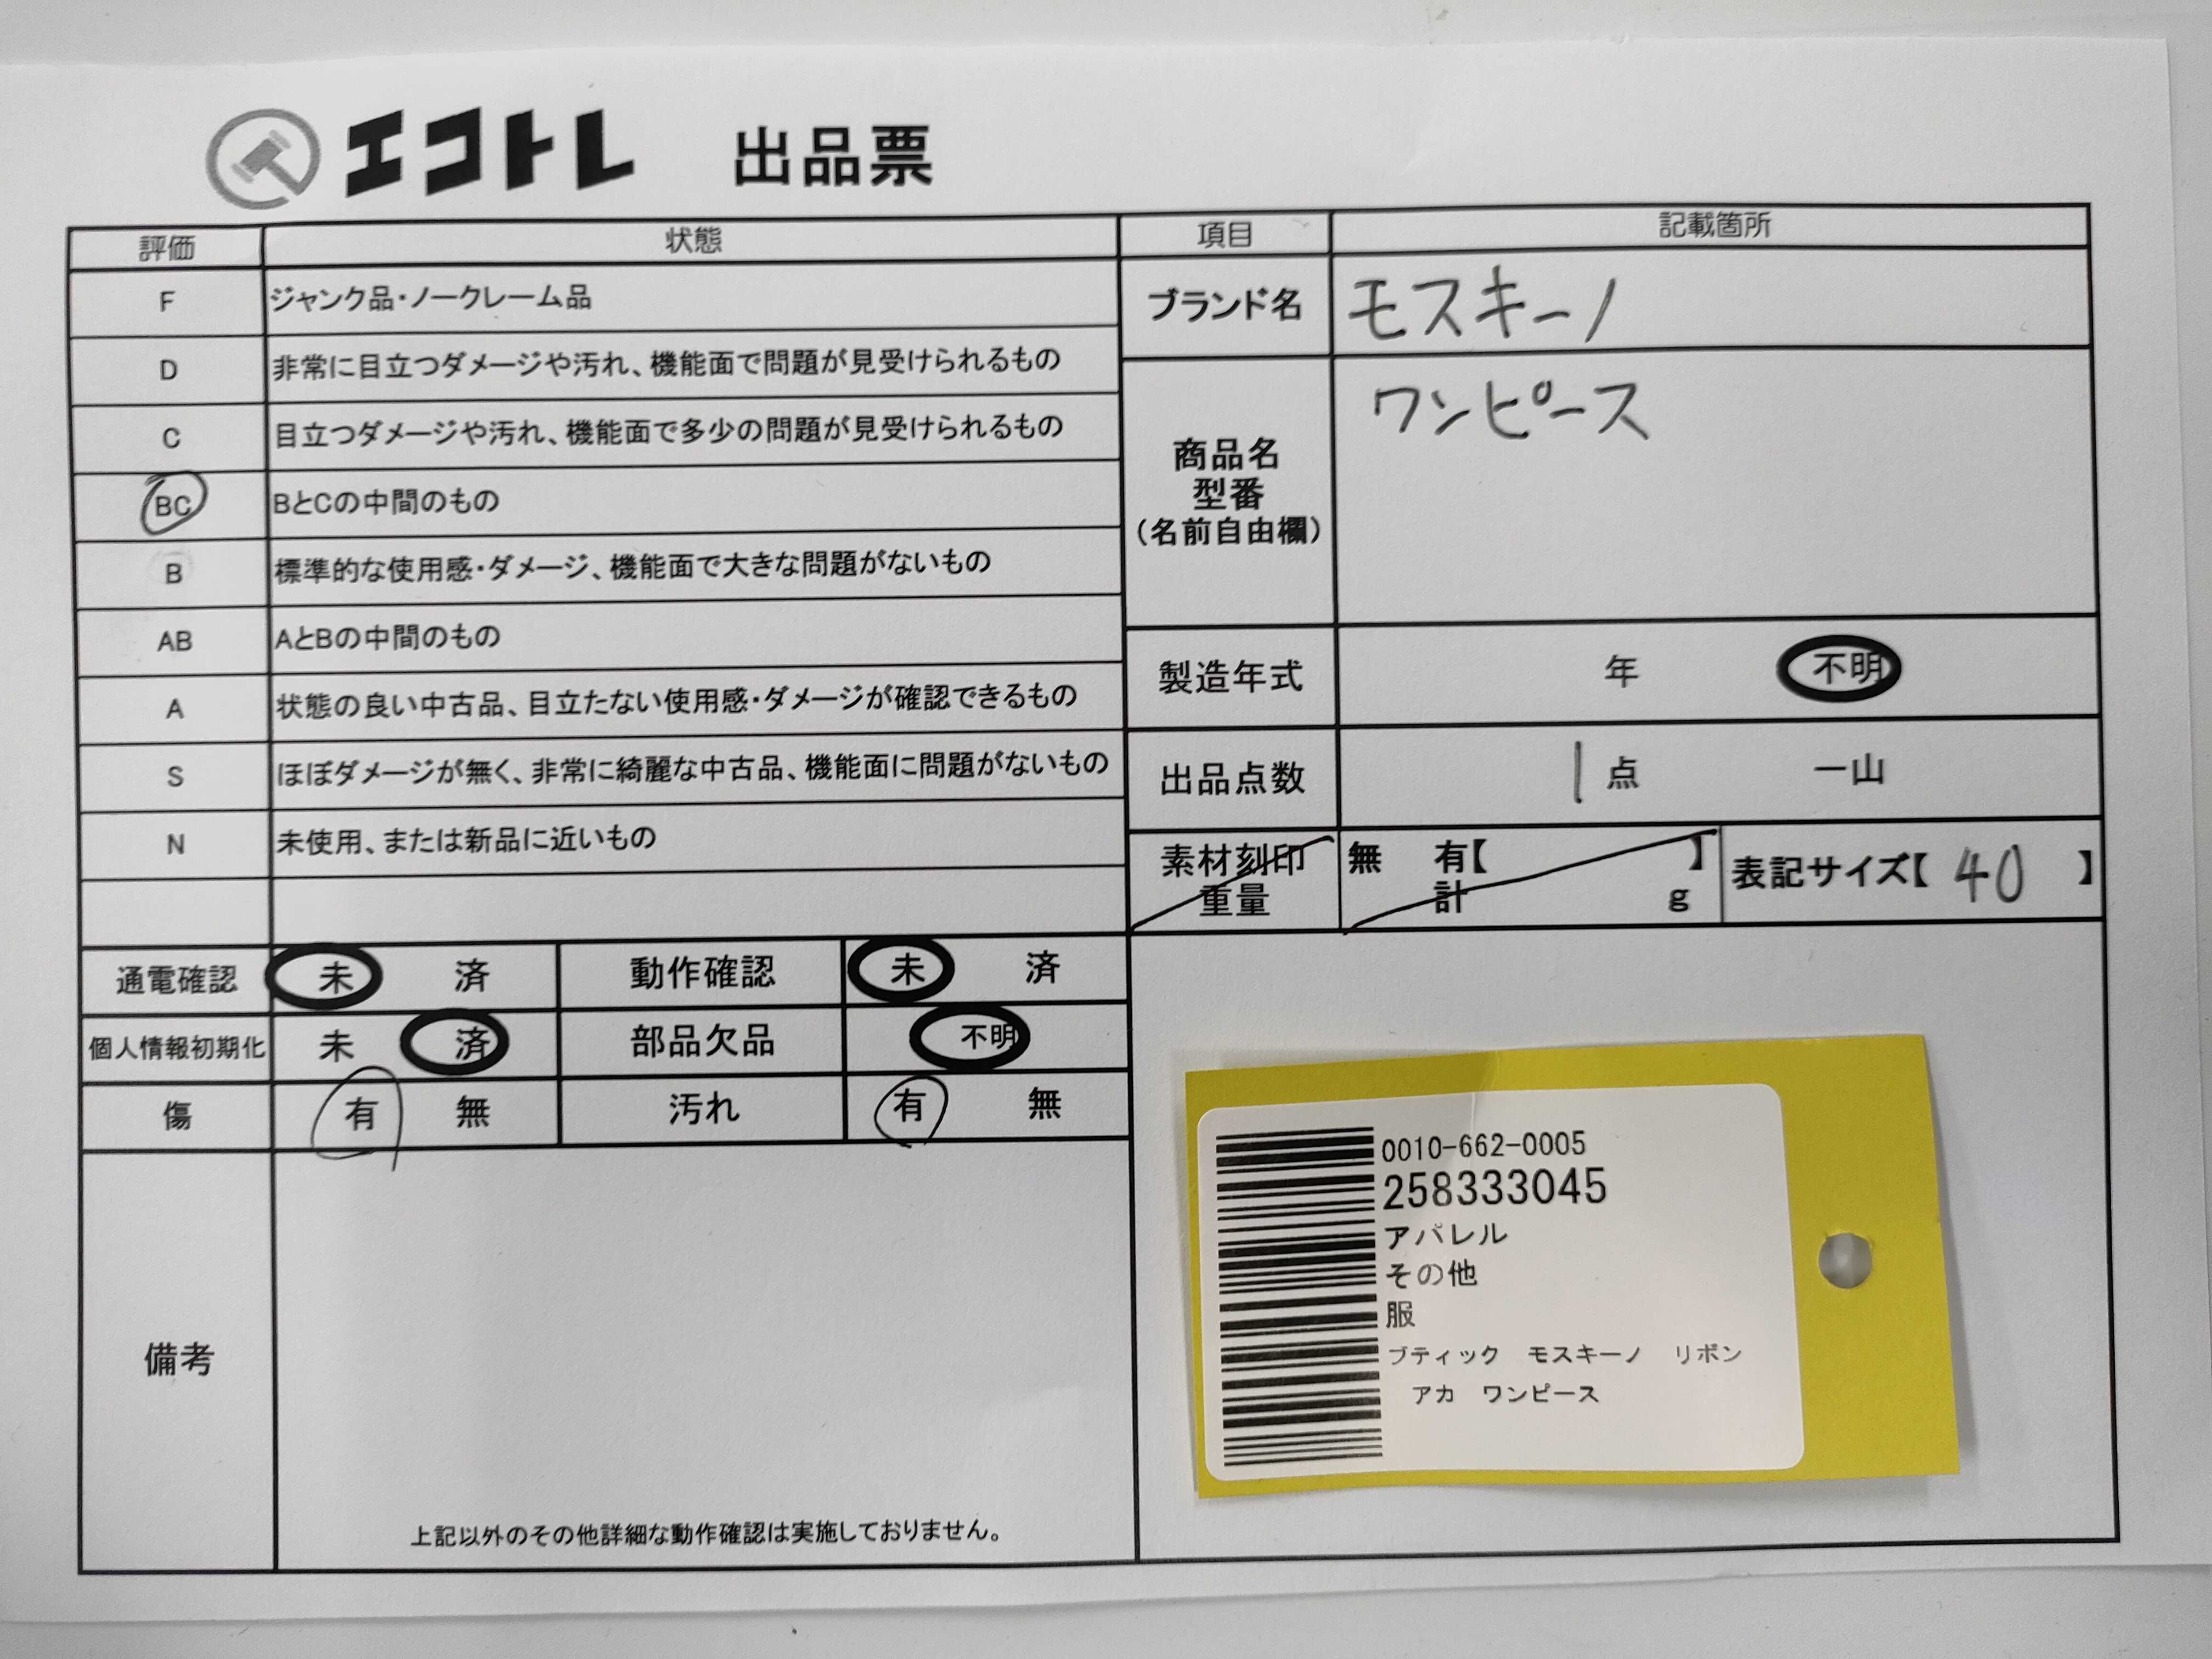 エコトレ 出品票
評価 状態
F ジャンク品・ノークレーム品
D 非常に目立つダメージや汚れ、機能面で問題が見受けられるもの
C 目立つダメージや汚れ、機能面で多少の問題が見受けられるもの
BC BとCの中間のもの
B 標準的な使用感・ダメージ、機能面で大きな問題がないもの
AB AとBの中間のもの
A 状態の良い中古品、目立たない使用感・ダメージが確認できるもの
S ほぼダメージが無く、非常に綺麗な中古品、機能面に問題がないもの
N 未使用、または新品に近いもの
通電確認 未 済 動作確認 未 済
個人情報初期化 未 済 部品欠品 不明
傷 有 無 汚れ 有 無
備考
上記以外のその他詳細な動作確認は実施しておりません。
項目 記載箇所
ブランド名 モスキーノ
商品名
型番
(名前自由欄)
ワンピース
製造年式 年 不明
出品点数 1点 一山
素材刻印 無 有【 】
重量 計 g
表記サイズ【 40 】
0010-662-0005
258333045
アパレル
その他
服
ブティック モスキーノ リボン
アカ ワンピース